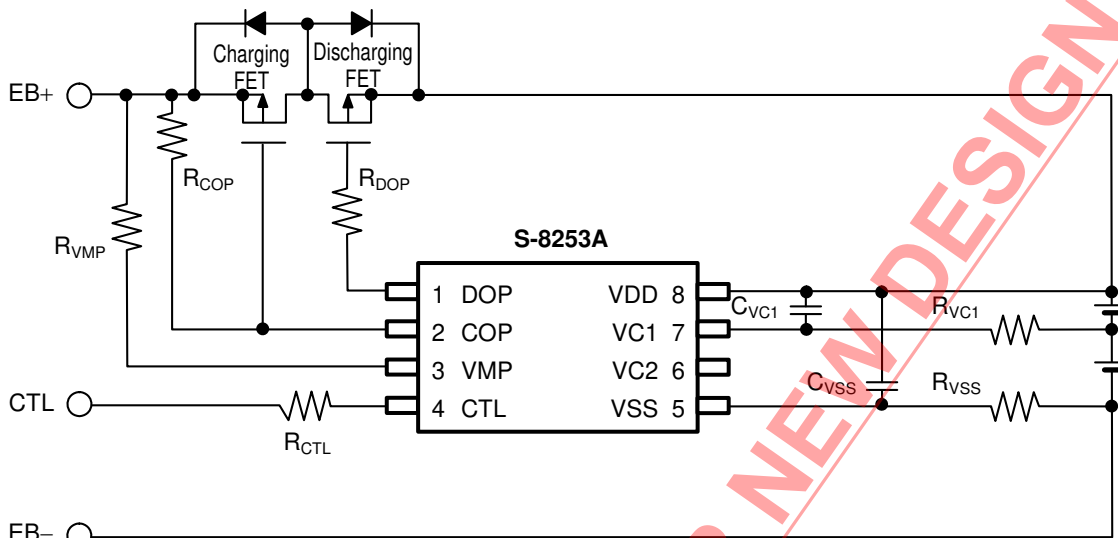 Charging
FET
Discharging
FET
EB+
RCOP
RDOP
RVMP
S-8253A
1 DOP
2 COP
3 VMP
4 CTL
VDD 8
VC1 7
VC2 6
VSS 5
CVC1
RVC1
CVSS
RVSS
CTL
RCTL
EB−
NEW DESIGN